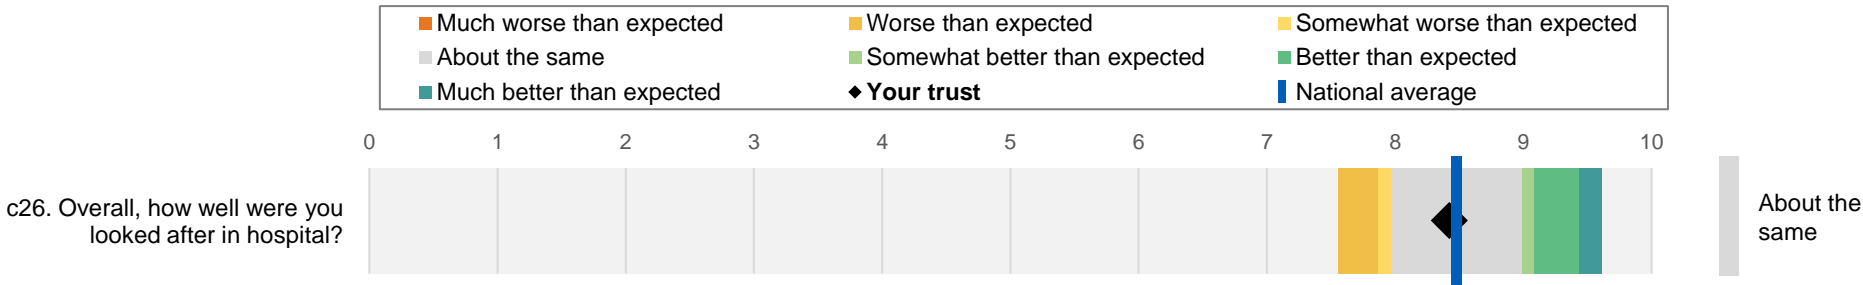 Much worse than expected
Worse than expected
Somewhat worse than expected
About the same
Somewhat better than expected
Better than expected
Much better than expected
Your trust
National average
0 1 2 3 4 5 6 7 8 9 10
c26. Overall, how well were you
looked after in hospital?
About the
same